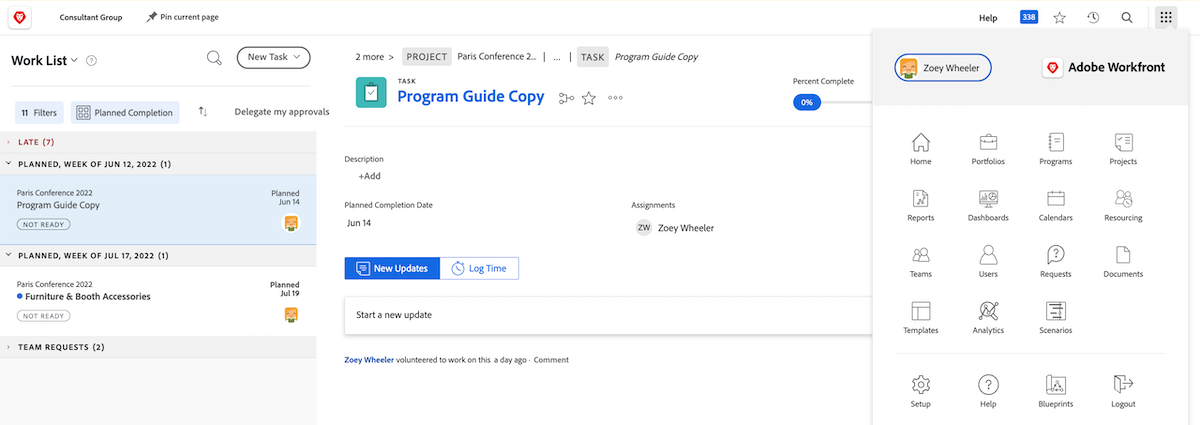 Consultant Group
Pin current page
Help
338
Work List
?
New Task
11 Filters
Planned Completion
Delegate my approvals
LATE (7)
PLANNED, WEEK OF JUN 12, 2022 (1)
Paris Conference 2022
Planned
Program Guide Copy
Jun 14
NOT READY
PLANNED, WEEK OF JUL 17, 2022 (1)
Paris Conference 2022
Planned
Furniture & Booth Accessories
Jul 19
NOT READY
TEAM REQUESTS (2)
2 more > PROJECT Paris Conference 2... | ... | TASK Program Guide Copy
TASK
Program Guide Copy
Percent Complete
0%
Description
+Add
Planned Completion Date
Jun 14
Assignments
ZW Zoey Wheeler
New Updates
Log Time
Start a new update
Zoey Wheeler volunteered to work on this a day ago · Comment
Zoey Wheeler
Adobe Workfront
Home
Portfolios
Programs
Projects
Reports
Dashboards
Calendars
Resourcing
Teams
Users
Requests
Documents
Templates
Analytics
Scenarios
Setup
Help
Blueprints
Logout